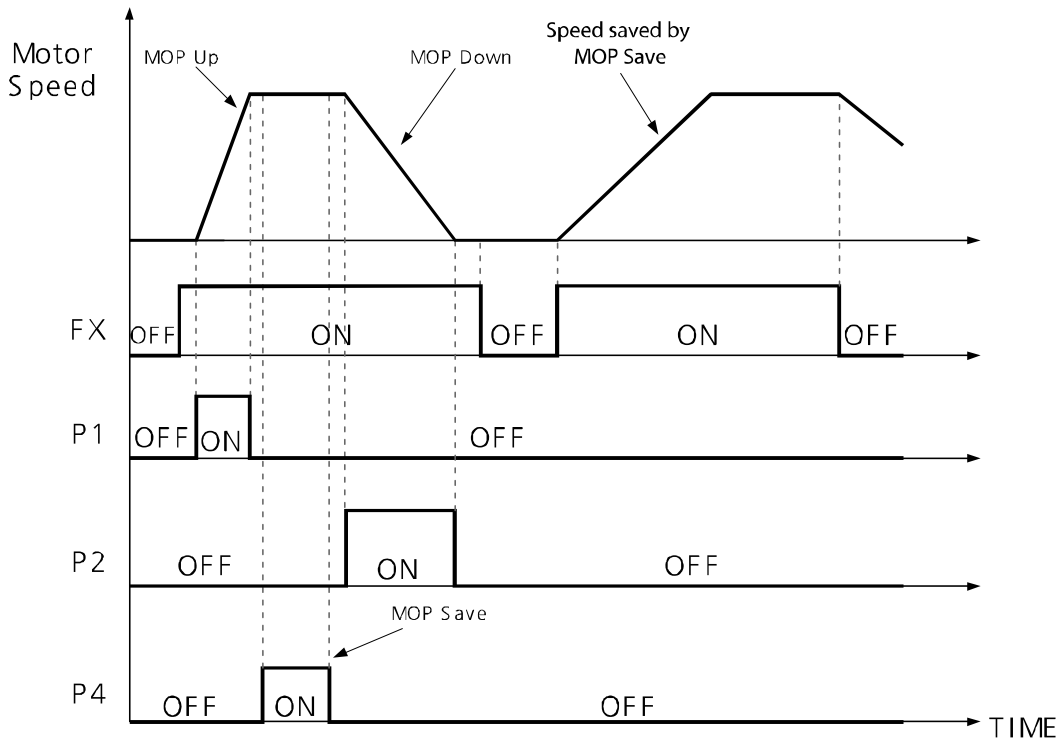 Motor
Speed
MOP Up
MOP Down
Speed saved by
MOP Save
FX
OFF
ON
OFF
ON
OFF
P1
OFF
ON
OFF
P2
OFF
ON
OFF
MOP Save
P4
OFF
ON
OFF
TIME